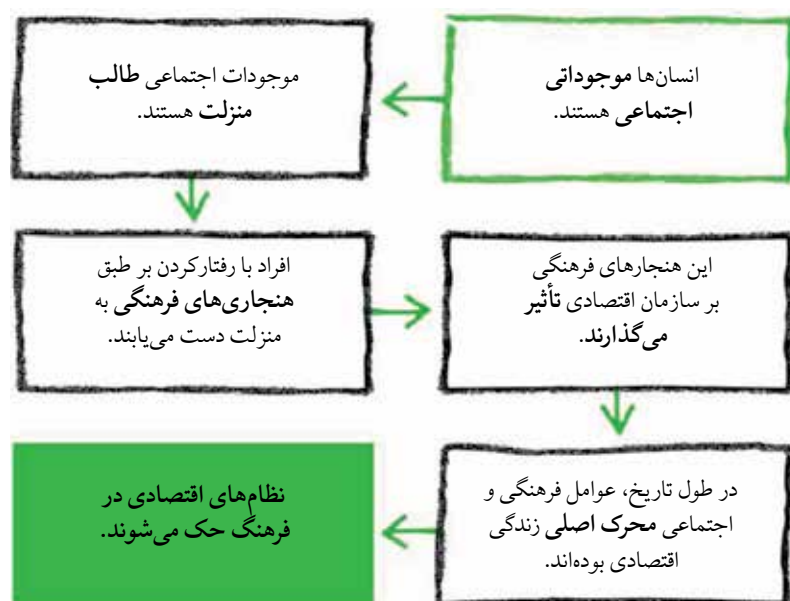 انسان‌ها موجوداتی
اجتماعی هستند.
موجودات اجتماعی طالب
منزلت هستند.
افراد با رفتارکردن بر طبق
هنجاری‌های فرهنگی به
منزلت دست می‌یابند.
این هنجارهای فرهنگی
بر سازمان اقتصادی تأثیر
می‌گذارند.
در طول تاریخ، عوامل فرهنگی و
اجتماعی محرک اصلی زندگی
اقتصادی بوده‌اند.
نظام‌های اقتصادی در
فرهنگ حک می‌شوند.